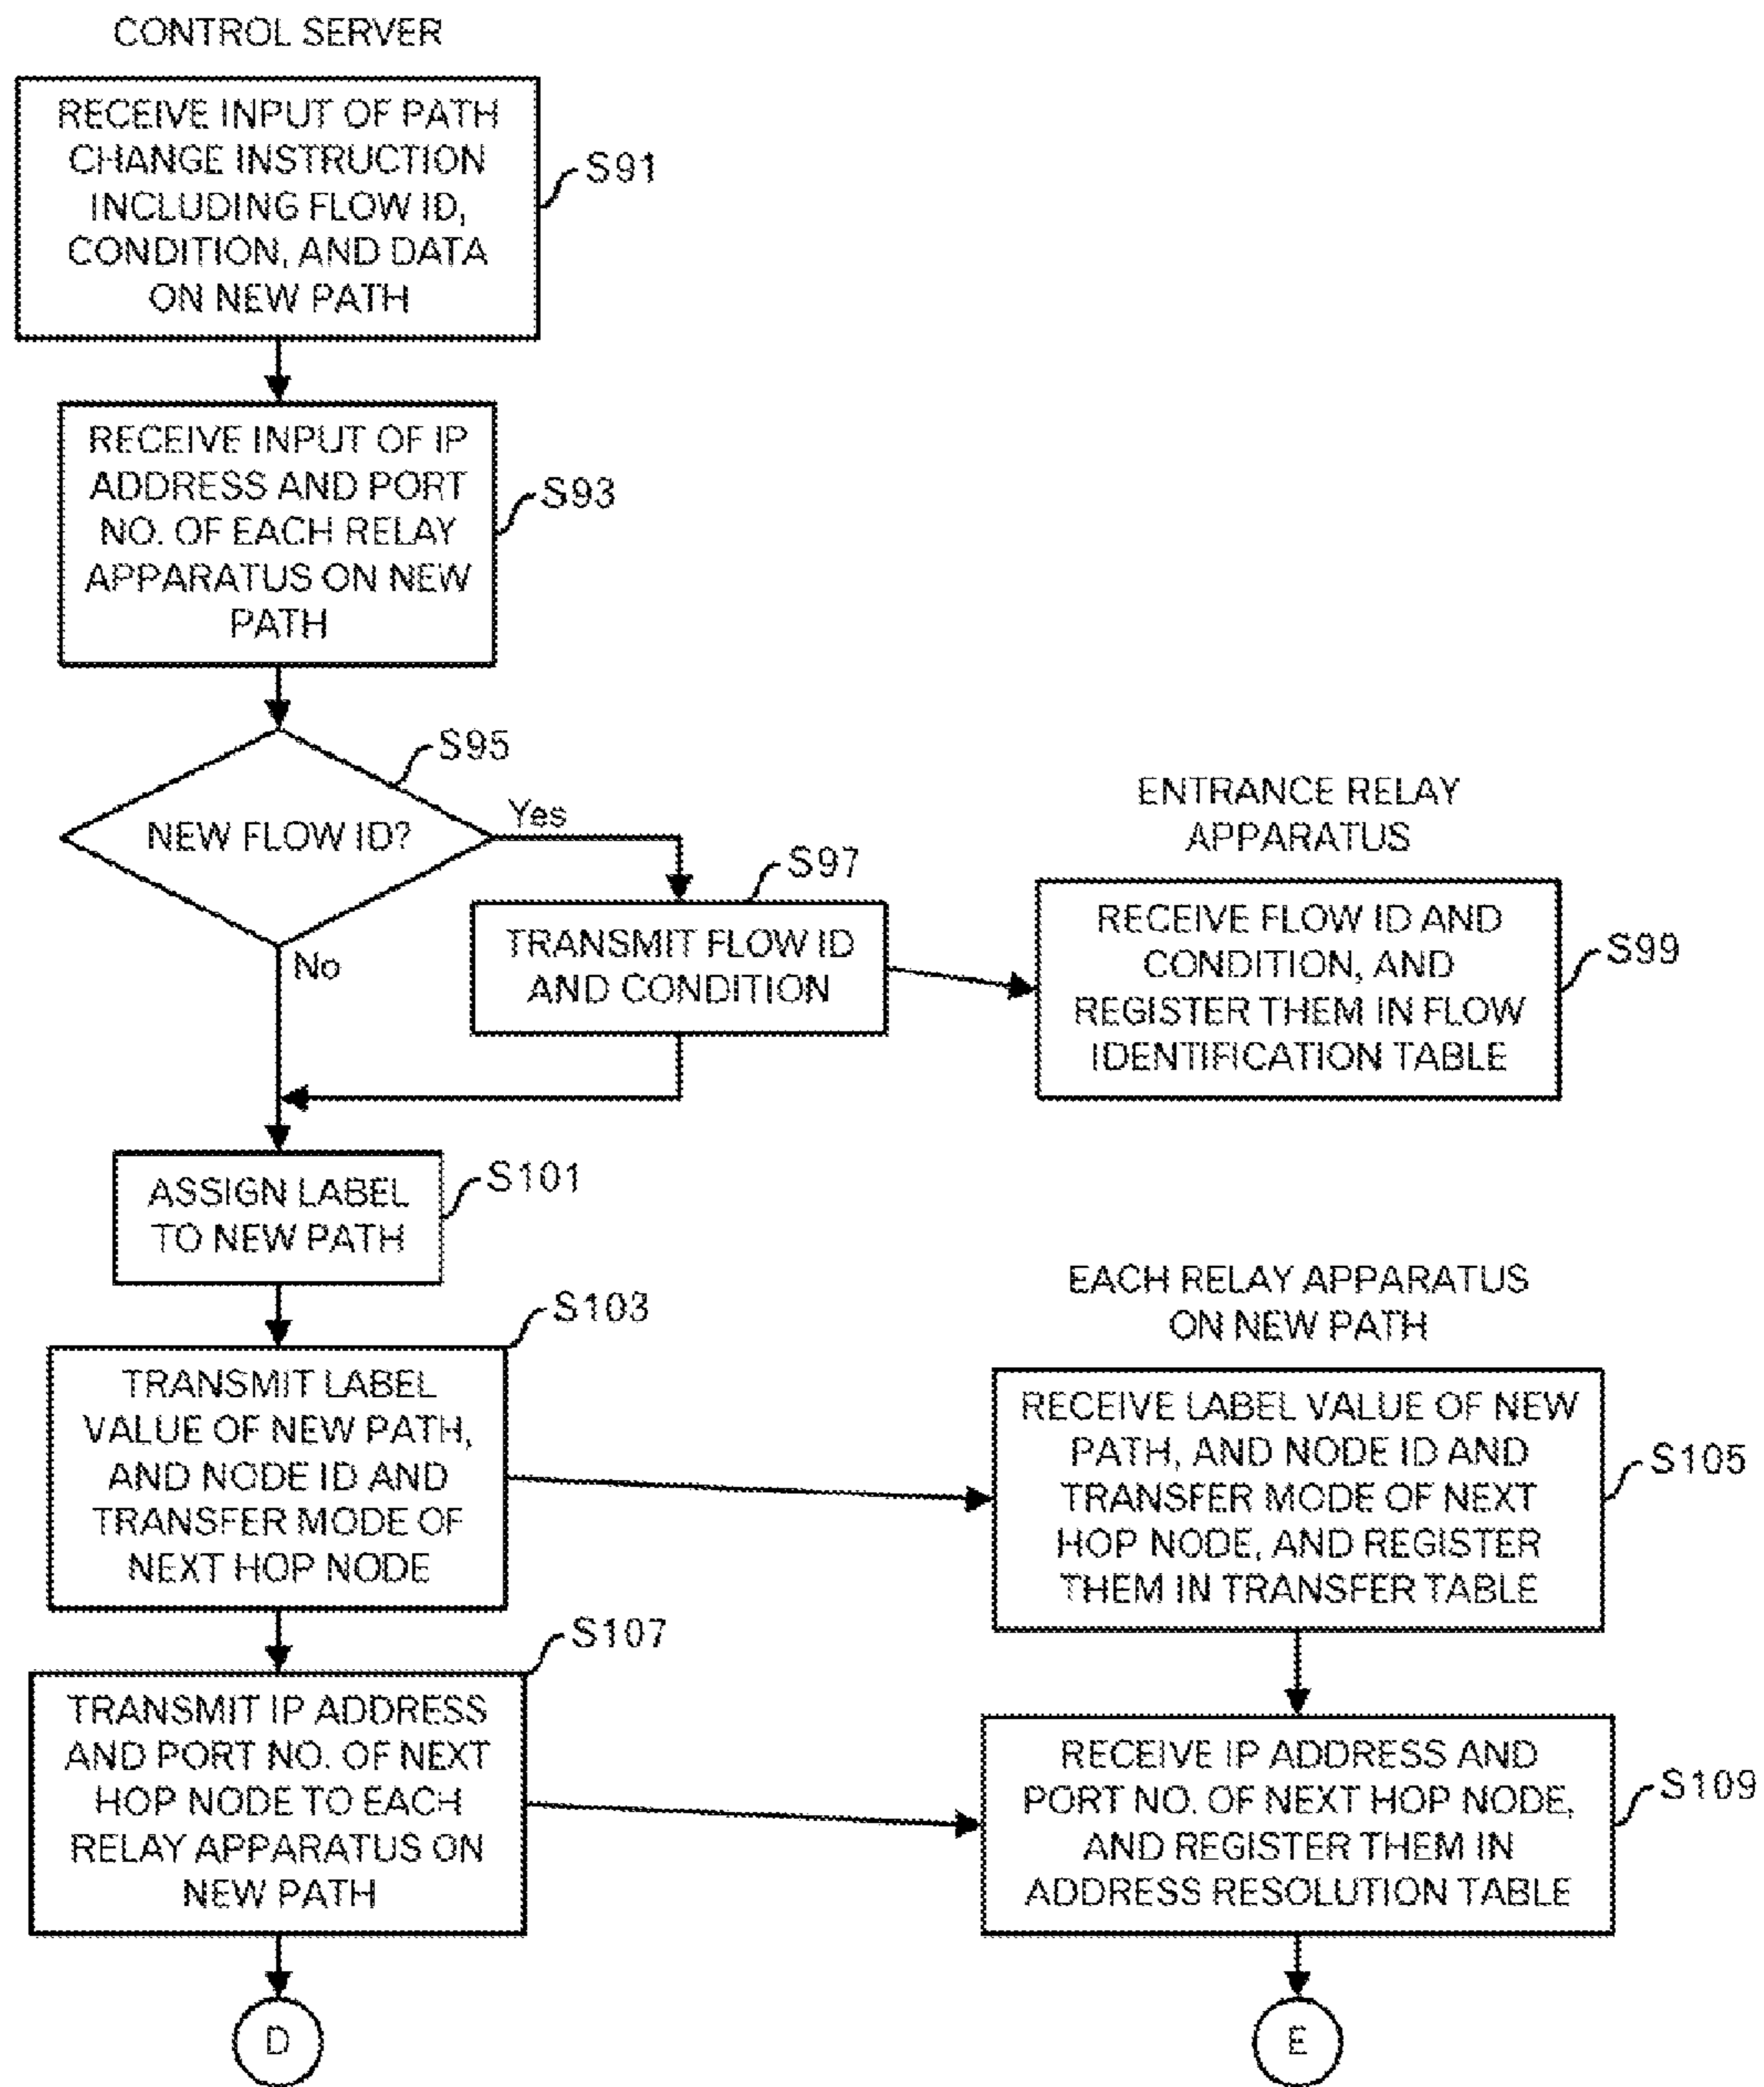 CONTROL SERVER
RECEIVE INPUT OF PATH
CHANGE INSTRUCTION
INCLUDING FLOW ID,
CONDITION, AND DATA
ON NEW PATH
S91
RECEIVE INPUT OF IP
ADDRESS AND PORT
NO. OF EACH RELAY
APPARATUS ON NEW
PATH
S93
S95
NEW FLOW ID?
Yes
No
S97
TRANSMIT FLOW ID
AND CONDITION
ENTRANCE RELAY
APPARATUS
RECEIVE FLOW ID AND
CONDITION, AND
REGISTER THEM IN FLOW
IDENTIFICATION TABLE
S99
ASSIGN LABEL
TO NEW PATH
S101
S103
TRANSMIT LABEL
VALUE OF NEW PATH,
AND NODE ID AND
TRANSFER MODE OF
NEXT HOP NODE
EACH RELAY APPARATUS
ON NEW PATH
RECEIVE LABEL VALUE OF NEW
PATH, AND NODE ID AND
TRANSFER MODE OF NEXT
HOP NODE, AND REGISTER
THEM IN TRANSFER TABLE
S105
S107
TRANSMIT IP ADDRESS
AND PORT NO. OF NEXT
HOP NODE TO EACH
RELAY APPARATUS ON
NEW PATH
RECEIVE IP ADDRESS AND
PORT NO. OF NEXT HOP NODE,
AND REGISTER THEM IN
ADDRESS RESOLUTION TABLE
S109
D
E